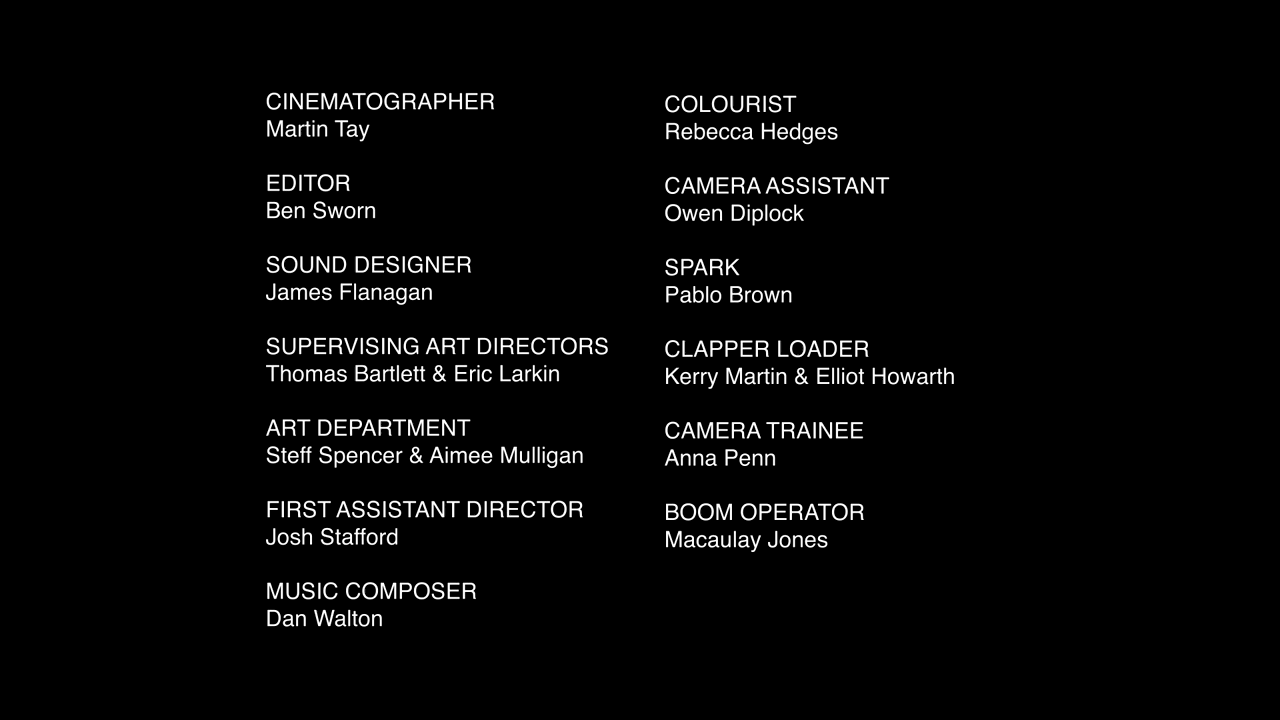 CINEMATOGRAPHER
Martin Tay
EDITOR
Ben Sworn
SOUND DESIGNER
James Flanagan
SUPERVISING ART DIRECTORS
Thomas Bartlett & Eric Larkin
ART DEPARTMENT
Steff Spencer & Aimee Mulligan
FIRST ASSISTANT DIRECTOR
Josh Stafford
MUSIC COMPOSER
Dan Walton
COLOURIST
Rebecca Hedges
CAMERA ASSISTANT
Owen Diplock
SPARK
Pablo Brown
CLAPPER LOADER
Kerry Martin & Elliot Howarth
CAMERA TRAINEE
Anna Penn
BOOM OPERATOR
Macaulay Jones